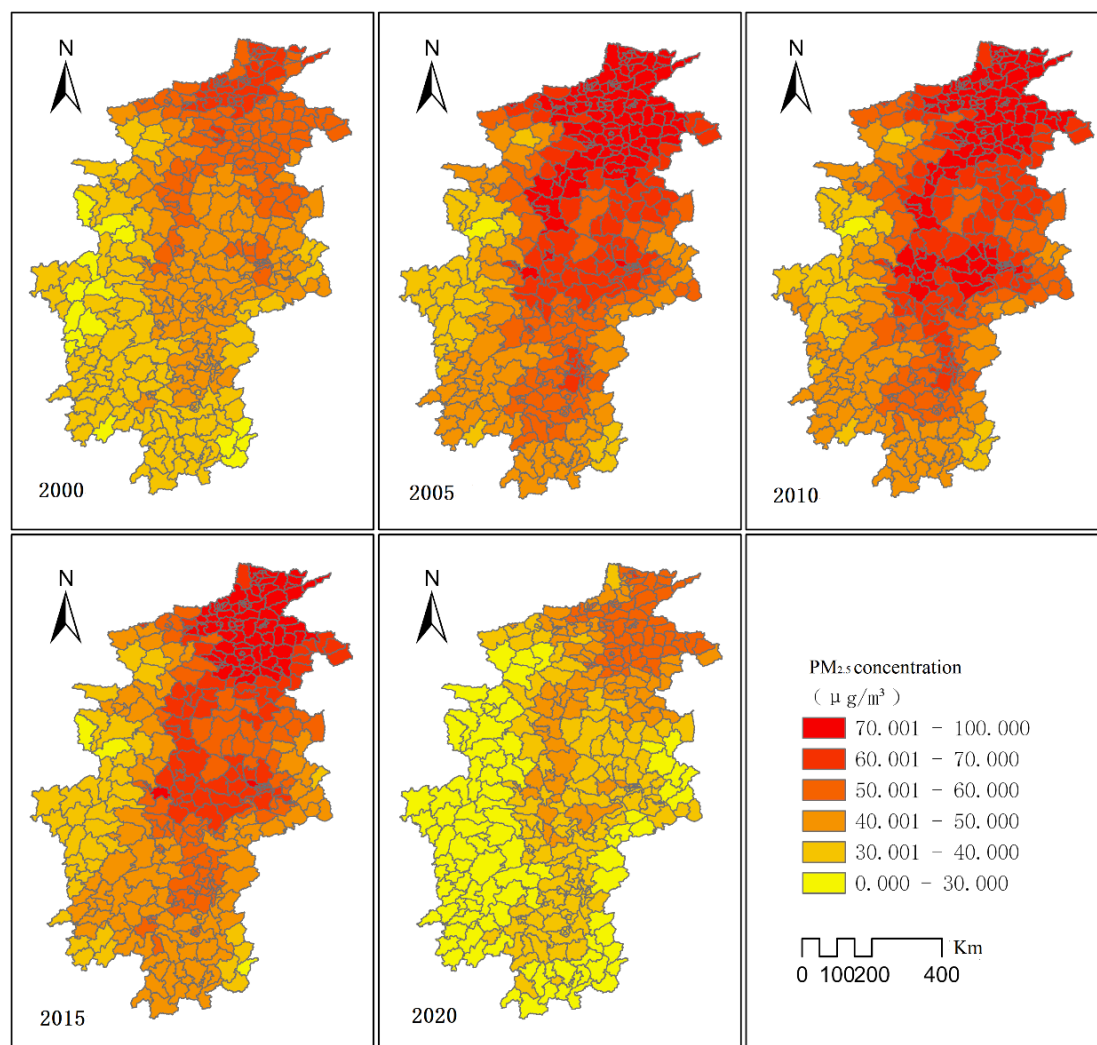 N
N
N
2000
2005
2010
N
N
2015
2020
PM₂.₅ concentration
( μg/m³)
70.001 - 100.000
60.001 - 70.000
50.001 - 60.000
40.001 - 50.000
30.001 - 40.000
0.000 - 30.000
Km
0 100200 400